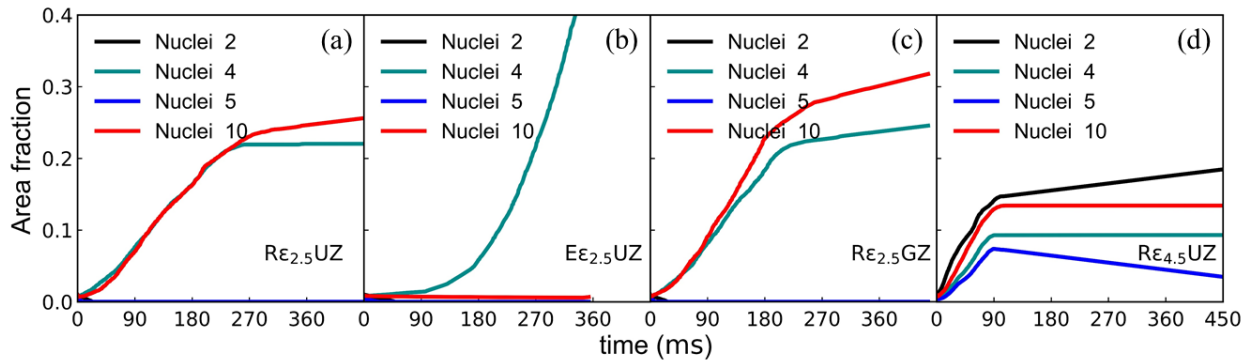 0.4
0.3
0.2
0.1
0.0
Area fraction
Nuclei 2
Nuclei 4
Nuclei 5
Nuclei 10
(a)
Rε2.5UZ
0 90 180 270 360
Nuclei 2
Nuclei 4
Nuclei 5
Nuclei 10
(b)
Eε2.5UZ
0 90 180 270 360
Nuclei 2
Nuclei 4
Nuclei 5
Nuclei 10
(c)
Rε2.5GZ
0 90 180 270 360
Nuclei 2
Nuclei 4
Nuclei 5
Nuclei 10
(d)
Rε4.5UZ
0 90 180 270 360 450
time (ms)